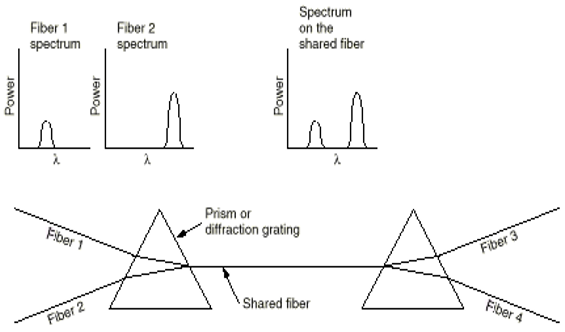 Fiber 1
spectrum
Fiber 2
spectrum
Spectrum
on the
shared fiber
Power
Power
Power
λ
λ
λ
Prism or
diffraction grating
Fiber 1
Fiber 3
Shared fiber
Fiber 2
Fiber 4